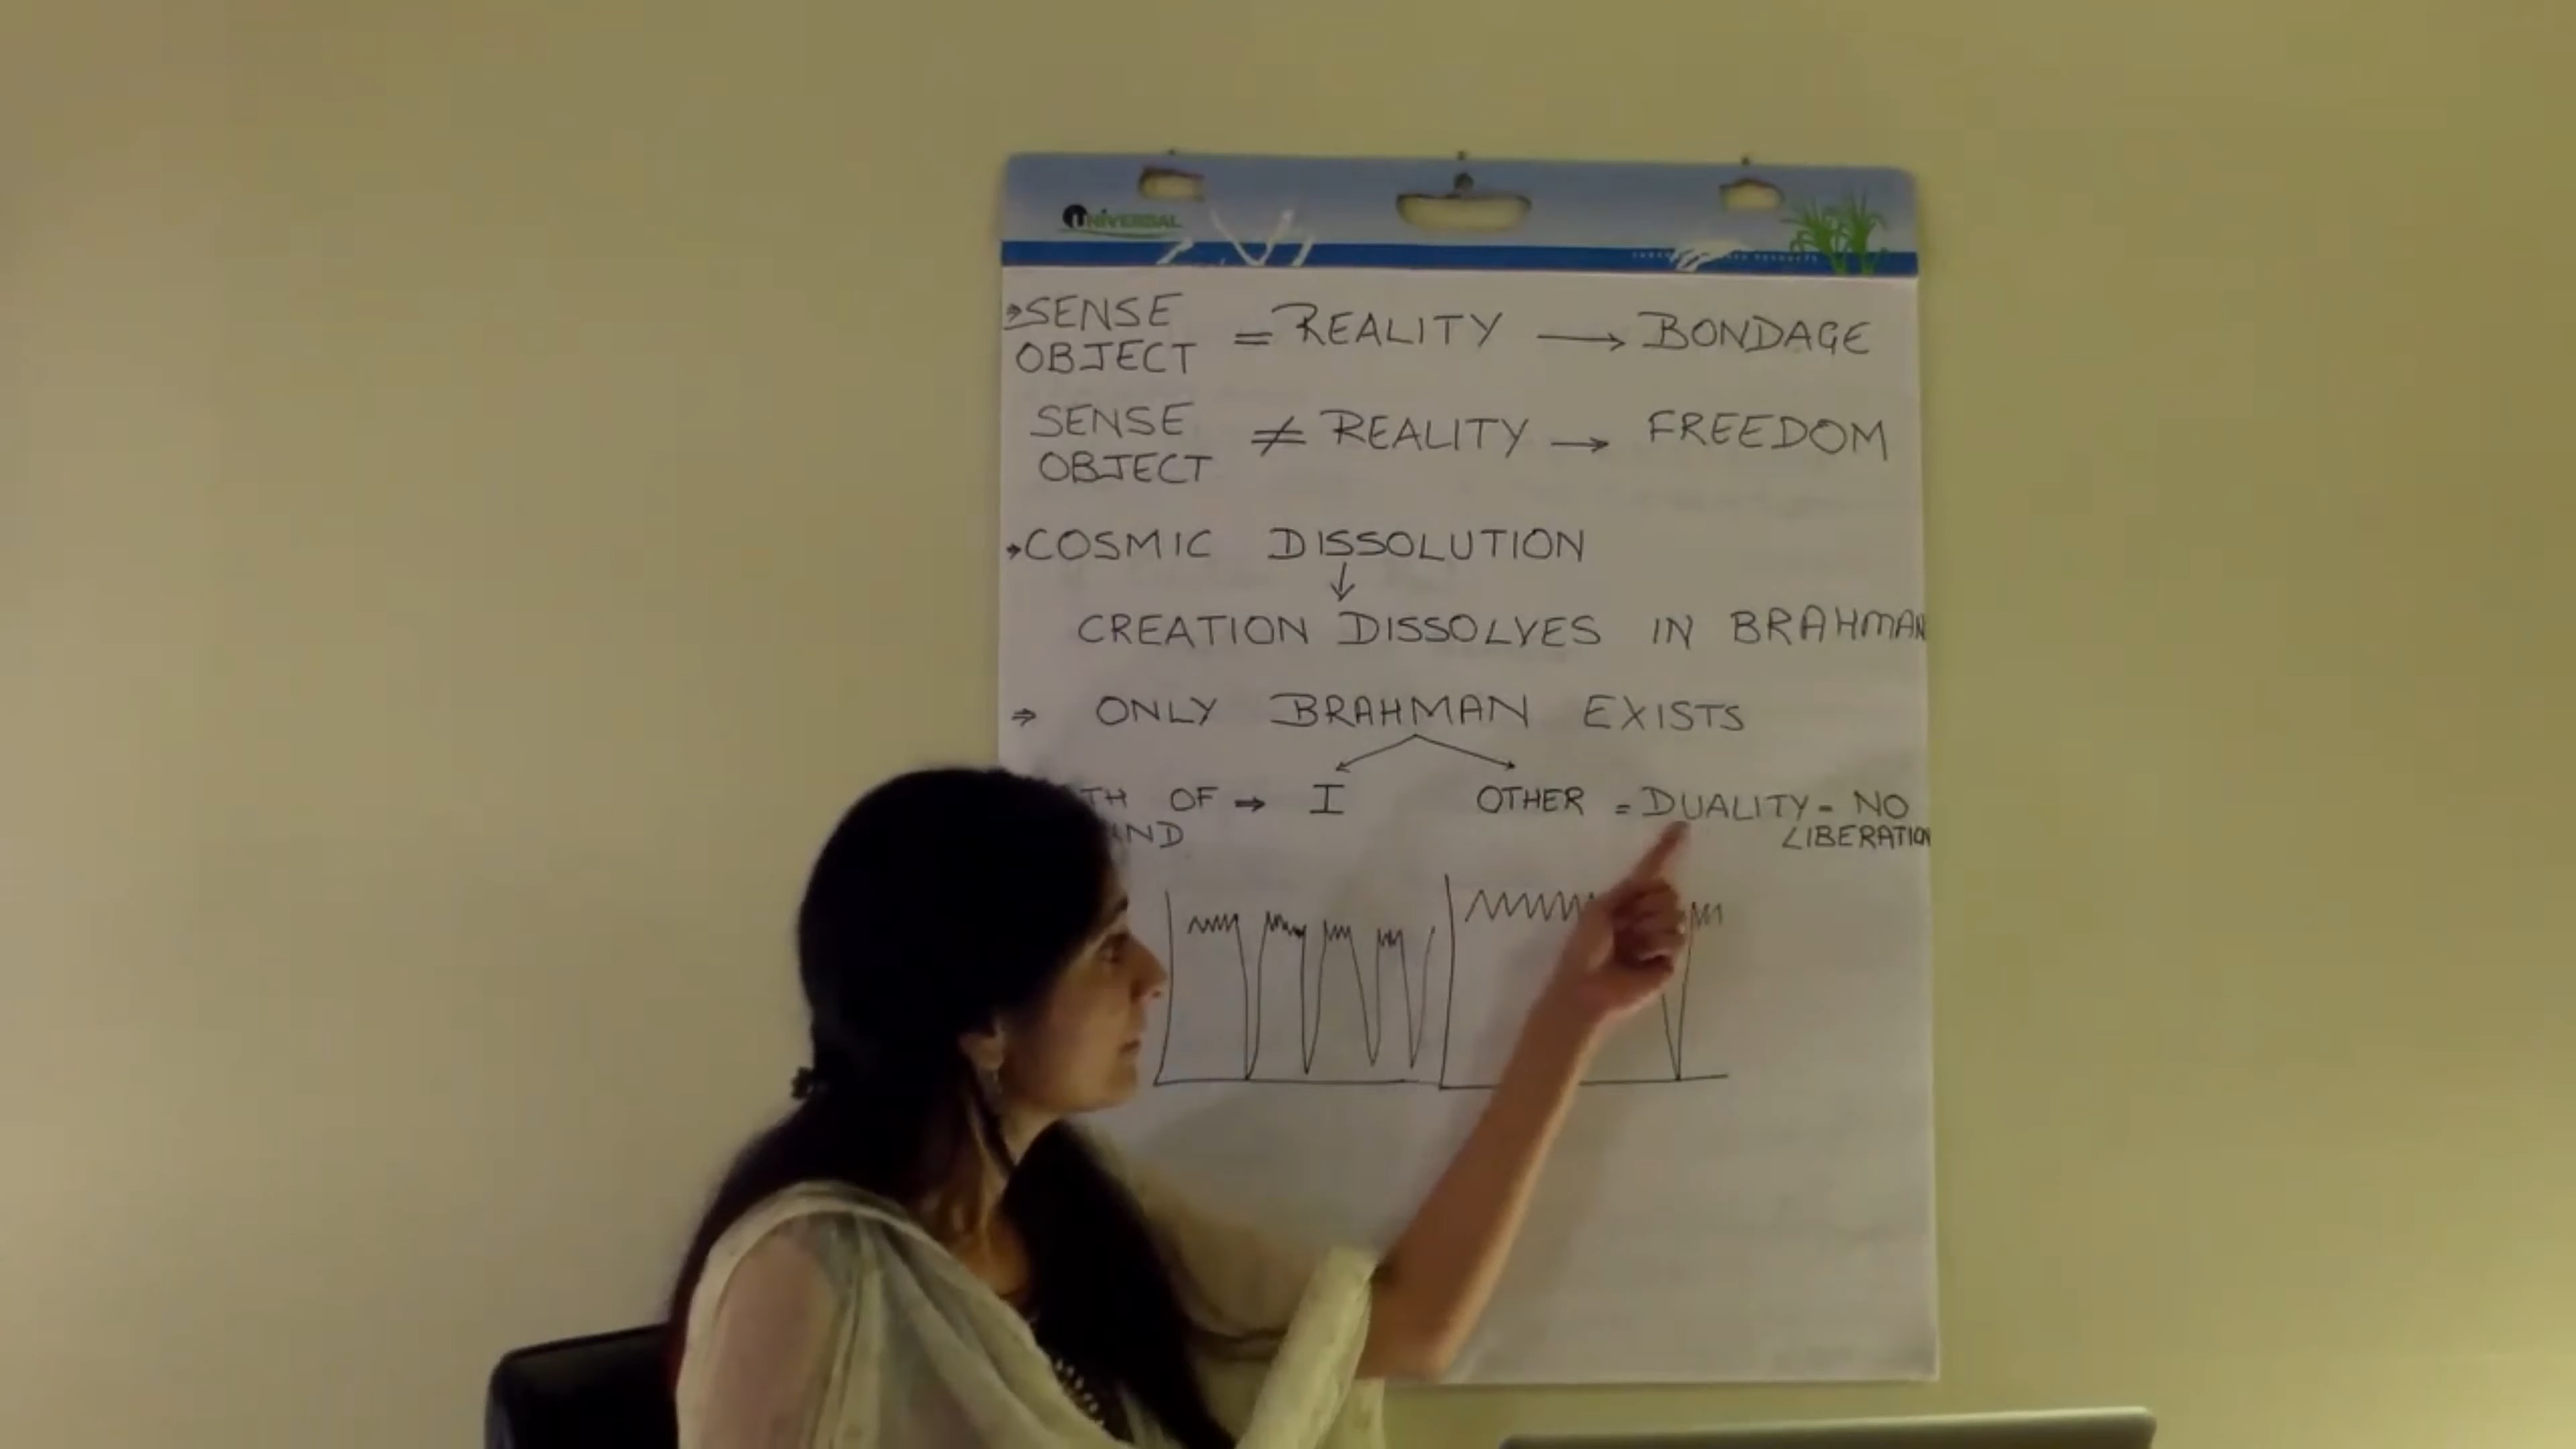 UNIVERSAL
⇒SENSE OBJECT = REALITY → BONDAGE
SENSE OBJECT ≠ REALITY → FREEDOM
→COSMIC DISSOLUTION
↓
CREATION DISSOLVES IN BRAHMAN
⇒ ONLY BRAHMAN EXISTS
OF ⇒ I OTHER = DUALITY - NO
LIBERATION